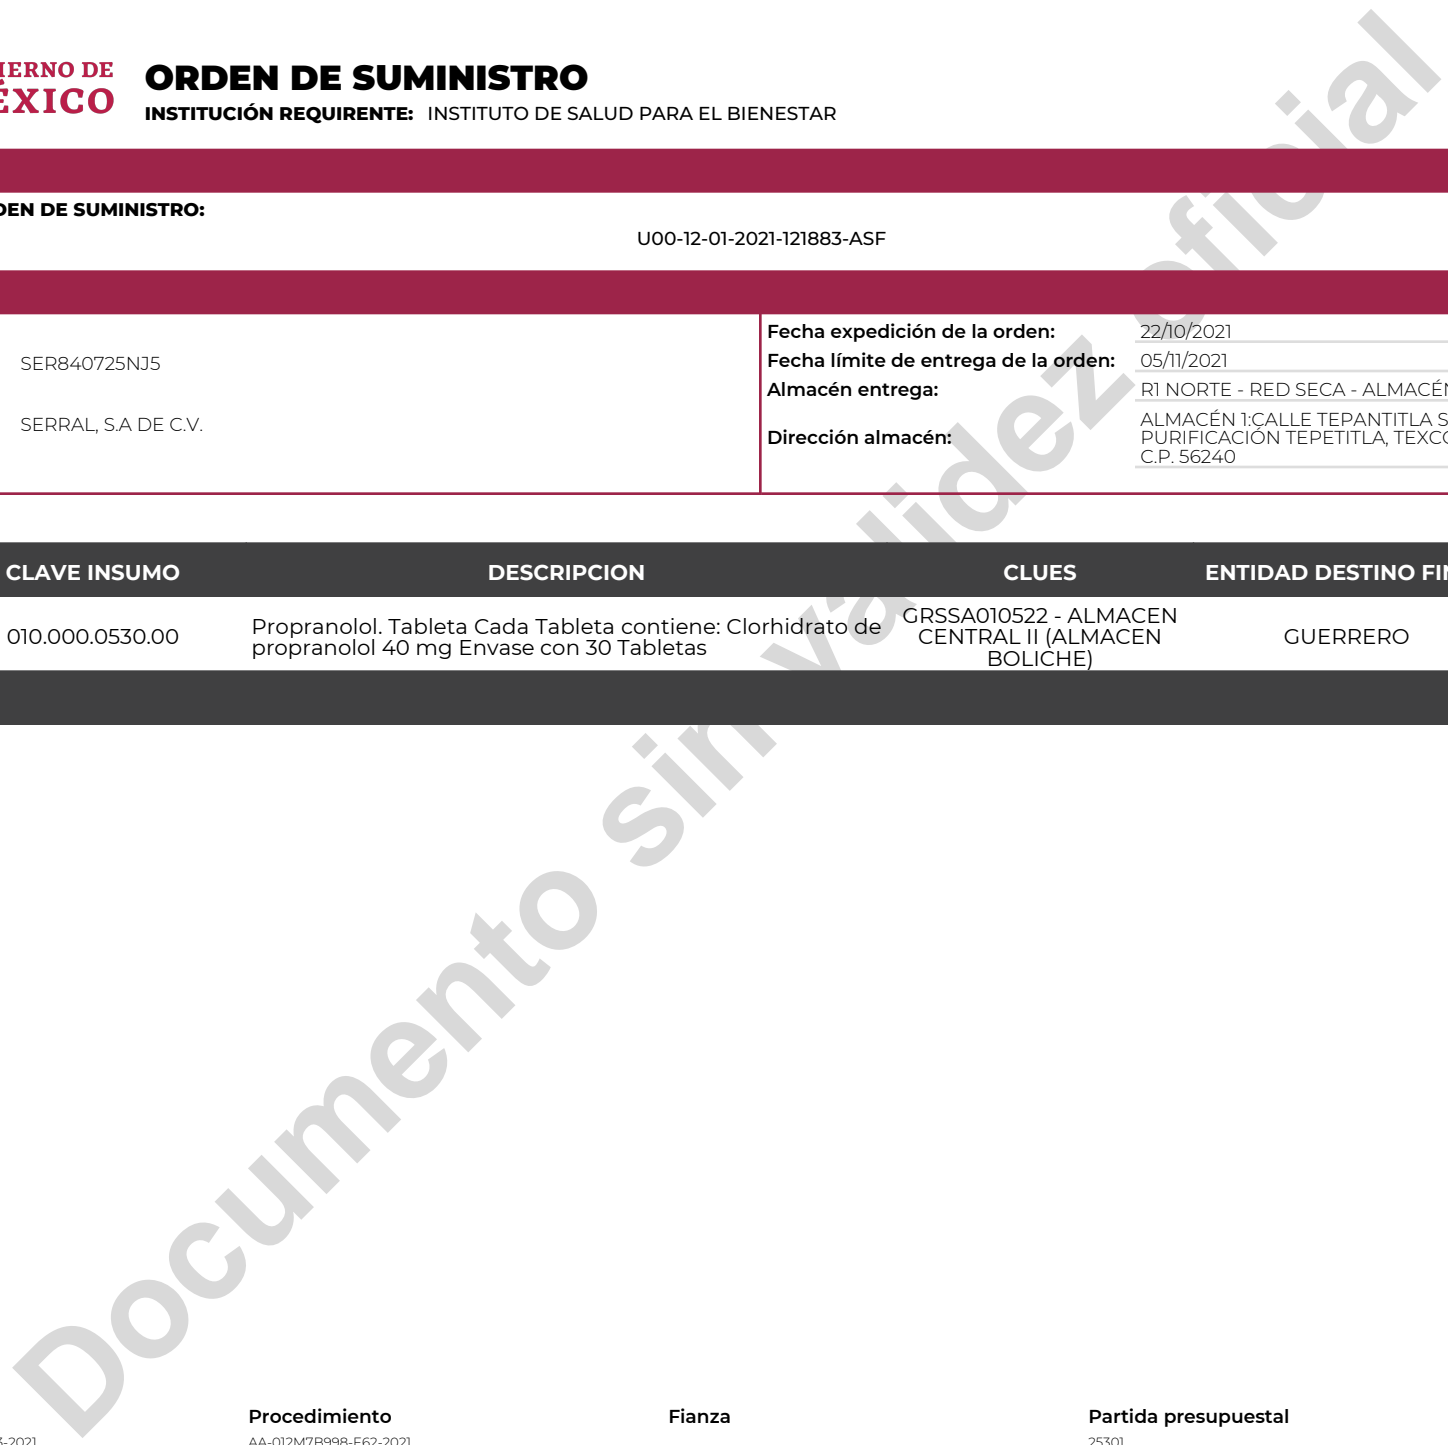 ORDEN DE SUMINISTRO
INSTITUCIÓN REQUIRENTE: INSTITUTO DE SALUD PARA EL BIENESTAR
IERNO DE
ÉXICO
DEN DE SUMINISTRO:
U00-12-01-2021-121883-ASF
SER840725NJ5
SERRAL, S.A DE C.V.
Fecha expedición de la orden: 22/10/2021
Fecha límite de entrega de la orden: 05/11/2021
Almacén entrega: R1 NORTE - RED SECA - ALMACÉN
Dirección almacén: ALMACÉN 1:CALLE TEPANTITLA S
PURIFICACIÓN TEPETITLA, TEXCO
C.P. 56240
CLAVE INSUMO DESCRIPCION CLUES ENTIDAD DESTINO FIN
010.000.0530.00
Propranolol. Tableta Cada Tableta contiene: Clorhidrato de
propranolol 40 mg Envase con 30 Tabletas
GRSSA010522 - ALMACEN
CENTRAL II (ALMACEN
BOLICHE)
GUERRERO
Documento sin validez oficial
Procedimiento Fianza Partida presupuestal
-2021 AA-012M7B998-E62-2021 25301